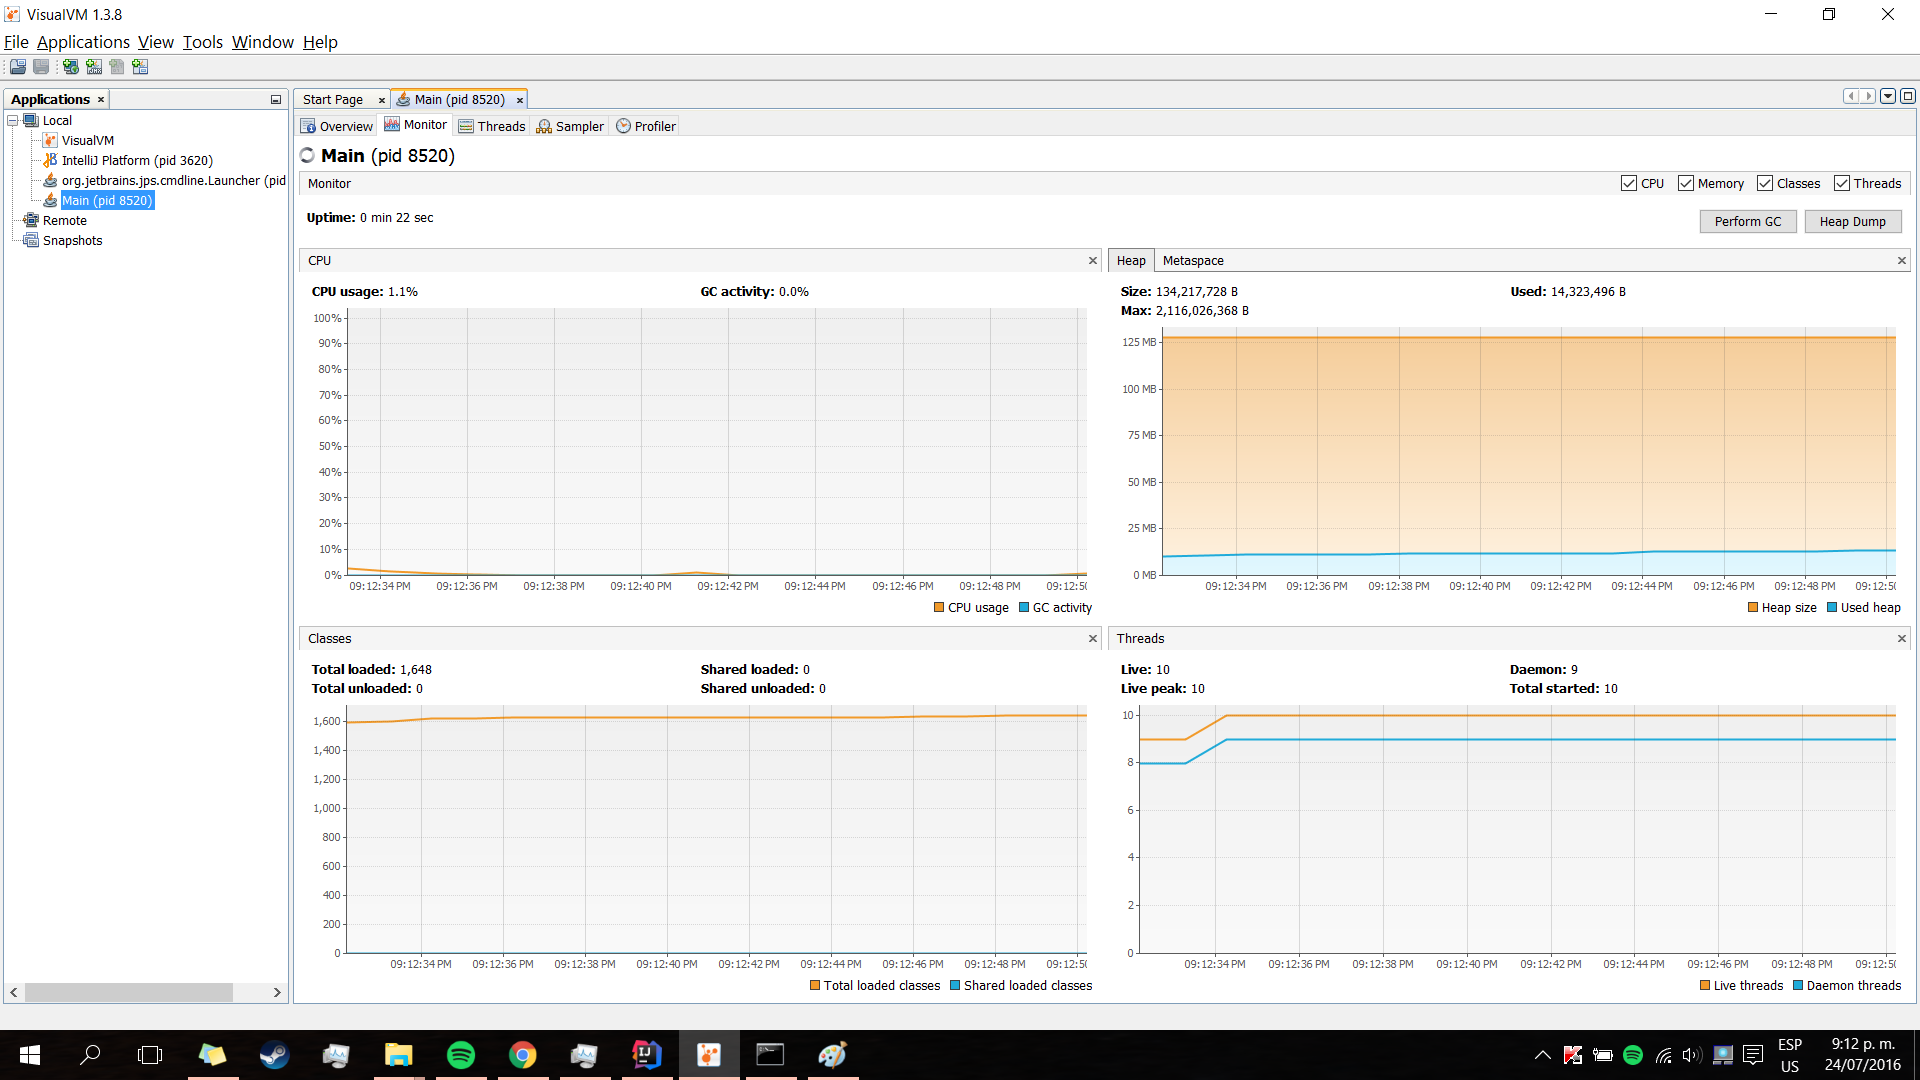 VisualVM 1.3.8
File Applications View Tools Window Help
Applications
Local
VisualVM
IntelliJ Platform (pid 3620)
org.jetbrains.jps.cmdline.Launcher (pid
Main (pid 8520)
Remote
Snapshots
Start Page Main (pid 8520)
Overview Monitor Threads Sampler Profiler
Main (pid 8520)
Monitor CPU Memory Classes Threads
Uptime: 0 min 22 sec
Perform GC Heap Dump
CPU
CPU usage: 1.1% GC activity: 0.0%
100%
90%
80%
70%
60%
50%
40%
30%
20%
10%
0%
09:12:34 PM 09:12:36 PM 09:12:38 PM 09:12:40 PM 09:12:42 PM 09:12:44 PM 09:12:46 PM 09:12:48 PM 09:12:50
CPU usage GC activity
Heap Metaspace
Size: 134,217,728 B Used: 14,323,496 B
Max: 2,116,026,368 B
125 MB
100 MB
75 MB
50 MB
25 MB
0 MB
09:12:34 PM 09:12:36 PM 09:12:38 PM 09:12:40 PM 09:12:42 PM 09:12:44 PM 09:12:46 PM 09:12:48 PM 09:12:50
Heap size Used heap
Classes
Total loaded: 1,648 Shared loaded: 0
Total unloaded: 0 Shared unloaded: 0
1,600
1,400
1,200
1,000
800
600
400
200
0
09:12:34 PM 09:12:36 PM 09:12:38 PM 09:12:40 PM 09:12:42 PM 09:12:44 PM 09:12:46 PM 09:12:48 PM 09:12:50
Total loaded classes Shared loaded classes
Threads
Live: 10 Daemon: 9
Live peak: 10 Total started: 10
10
8
6
4
2
0
09:12:34 PM 09:12:36 PM 09:12:38 PM 09:12:40 PM 09:12:42 PM 09:12:44 PM 09:12:46 PM 09:12:48 PM 09:12:50
Live threads Daemon threads
ESP
US
9:12 p. m.
24/07/2016